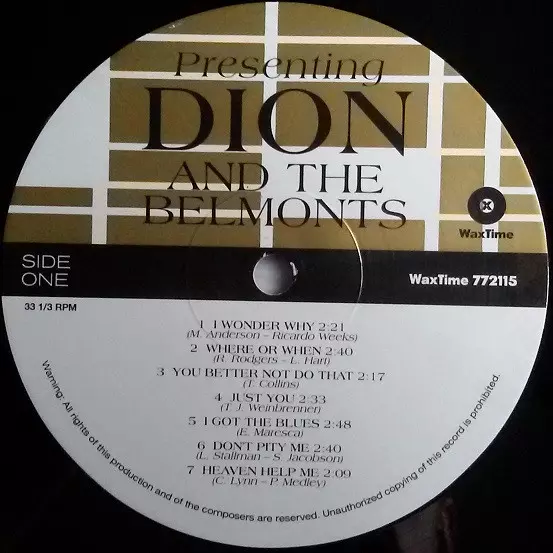 Presenting
DION
AND THE
BELMONTS
WaxTime
SIDE
ONE
WaxTime 772115
33 1/3 RPM
1 I WONDER WHY 2:21
(M. Anderson – Ricardo Weeks)
2 WHERE OR WHEN 2:40
(R. Rodgers – L. Hart)
3 YOU BETTER NOT DO THAT 2:17
(T. Collins)
4 JUST YOU 2:33
(T. J. Weinbrenner)
5 I GOT THE BLUES 2:48
(E. Maresca)
6 DON'T PITY ME 2:40
(L. Stallman – S. Jacobson)
7 HEAVEN HELP ME 2:09
(C. Lynn – P. Medley)
Warning: All rights of this production and of the composers are reserved. Unauthorized copying of this record is prohibited.